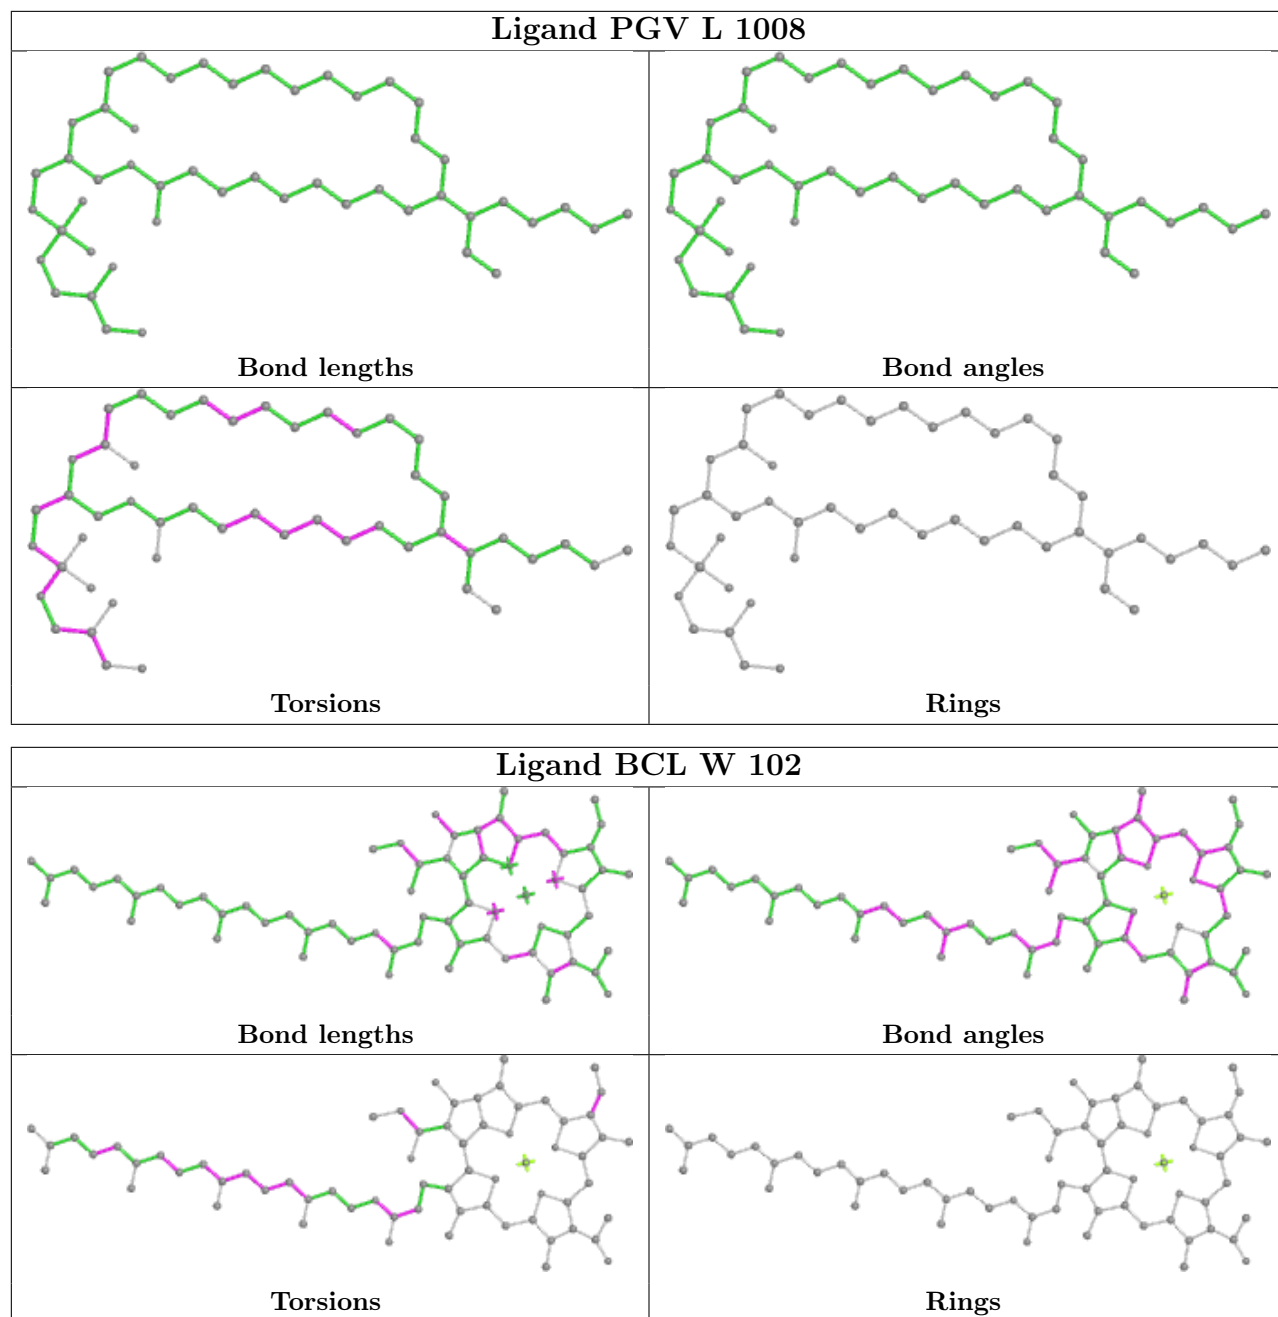 Ligand PGV L 1008
Bond lengths
Bond angles
Torsions
Rings
Ligand BCL W 102
Bond lengths
Bond angles
Torsions
Rings